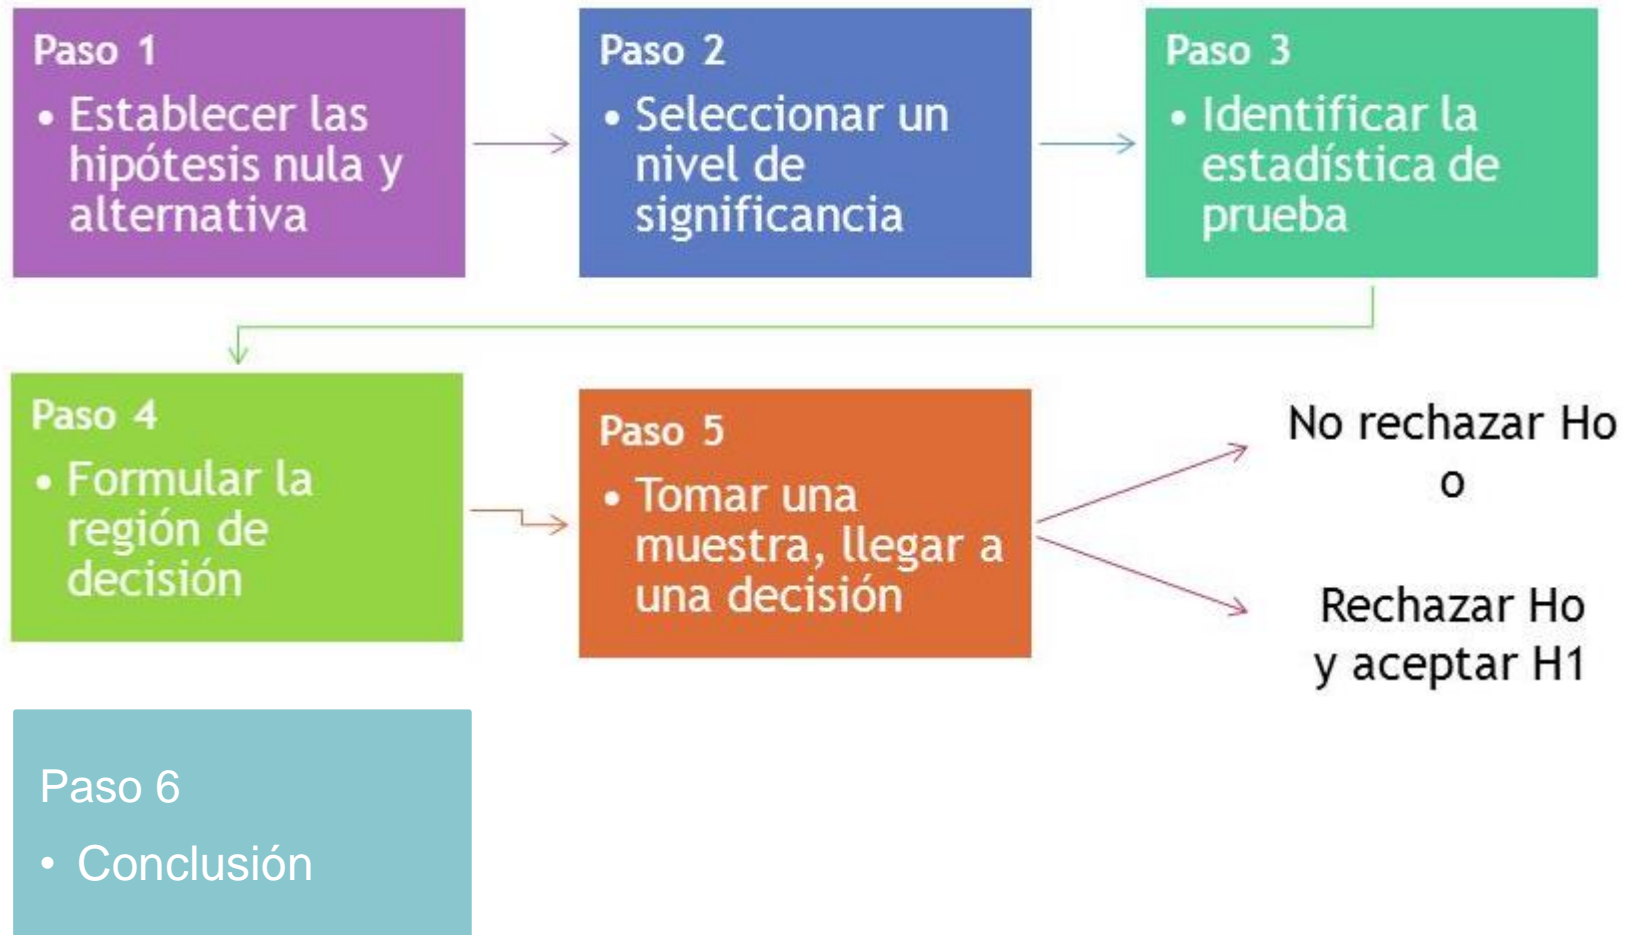 Paso 1
• Establecer las
hipótesis nula y
alternativa
Paso 2
• Seleccionar un
nivel de
significancia
Paso 3
• Identificar la
estadística de
prueba
Paso 4
• Formular la
región de
decisión
Paso 5
• Tomar una
muestra, llegar a
una decisión
No rechazar Ho
o
Rechazar Ho
y aceptar H1
Paso 6
• Conclusión